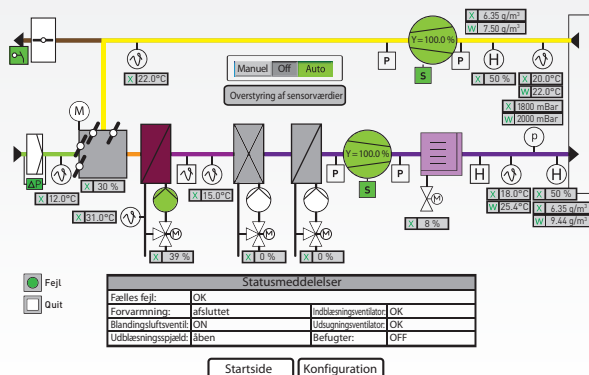 X 6.35 g/m³
W 7.50 g/m³
Y=100.0 %
P
P
S
H
X 22.0°C
X 50 %
X 20.0°C
W 22.0°C
X 1800 mBar
W 2000 mBar
Manuel Off Auto
Overstyring af sensorværdier
M
p
Y=100.0 %
P
P
S
H
H
ΔP
X 12.0°C
X 30 %
X 31.0°C
X 15.0°C
M
M
M
M
X 39 %
X 0 %
X 0 %
X 8 %
X 18.0°C
W 25.4°C
X 50 %
X 6.35 g/m³
W 9.44 g/m³
Fejl
Quit
Statusmeddelelser
Fælles fejl: OK
Forvarmning: afsluttet Indblæsningsventilator: OK
Blandingsluftsventil: ON Udsugningsventilator: OK
Udblæsningsspjæld: åben Befugter: OFF
Startside Konfiguration